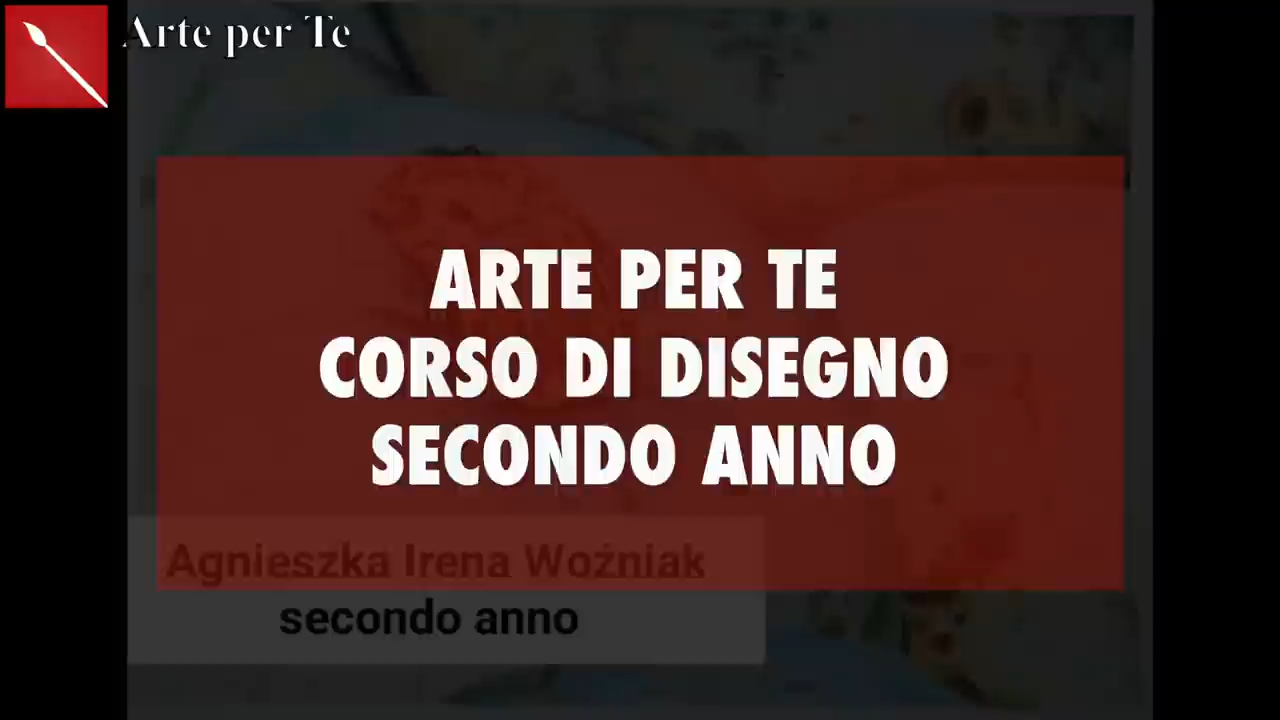 Arte per Te
ARTE PER TE
CORSO DI DISEGNO
SECONDO ANNO
Agnieszka Irena Woźniak
secondo anno